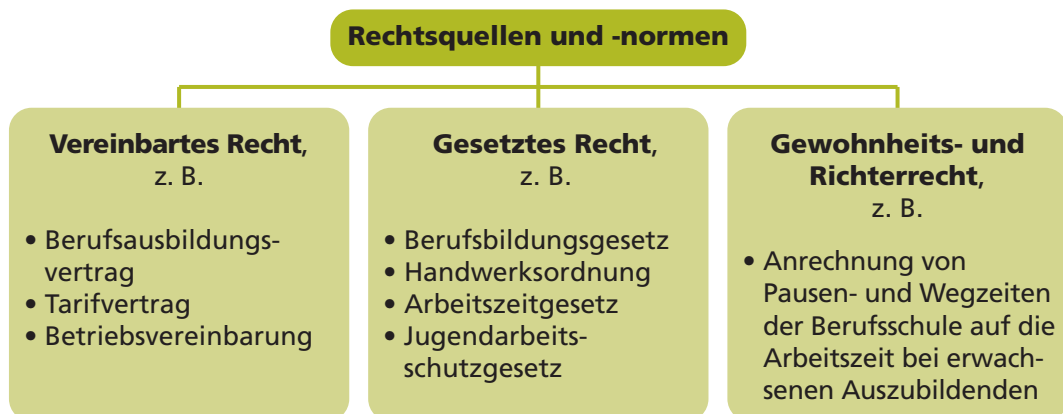 Rechtsquellen und -normen
Vereinbartes Recht,
z. B.
• Berufsausbildungs-
vertrag
• Tarifvertrag
• Betriebsvereinbarung
Gesetztes Recht,
z. B.
• Berufsbildungsgesetz
• Handwerksordnung
• Arbeitszeitgesetz
• Jugendarbeits-
schutzgesetz
Gewohnheits- und
Richterrecht,
z. B.
• Anrechnung von
Pausen- und Wegzeiten
der Berufsschule auf die
Arbeitszeit bei erwach-
senen Auszubildenden